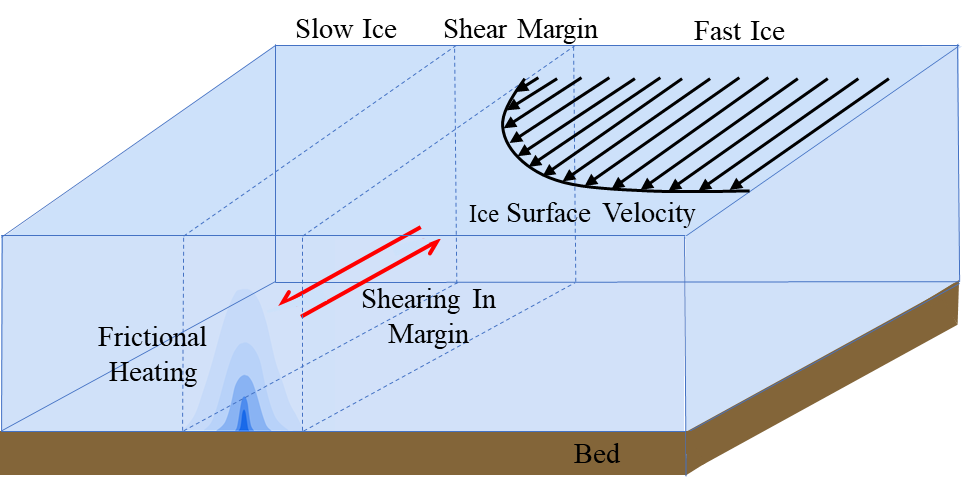 Slow Ice
Shear Margin
Fast Ice
Ice Surface Velocity
Shearing In
Margin
Frictional
Heating
Bed